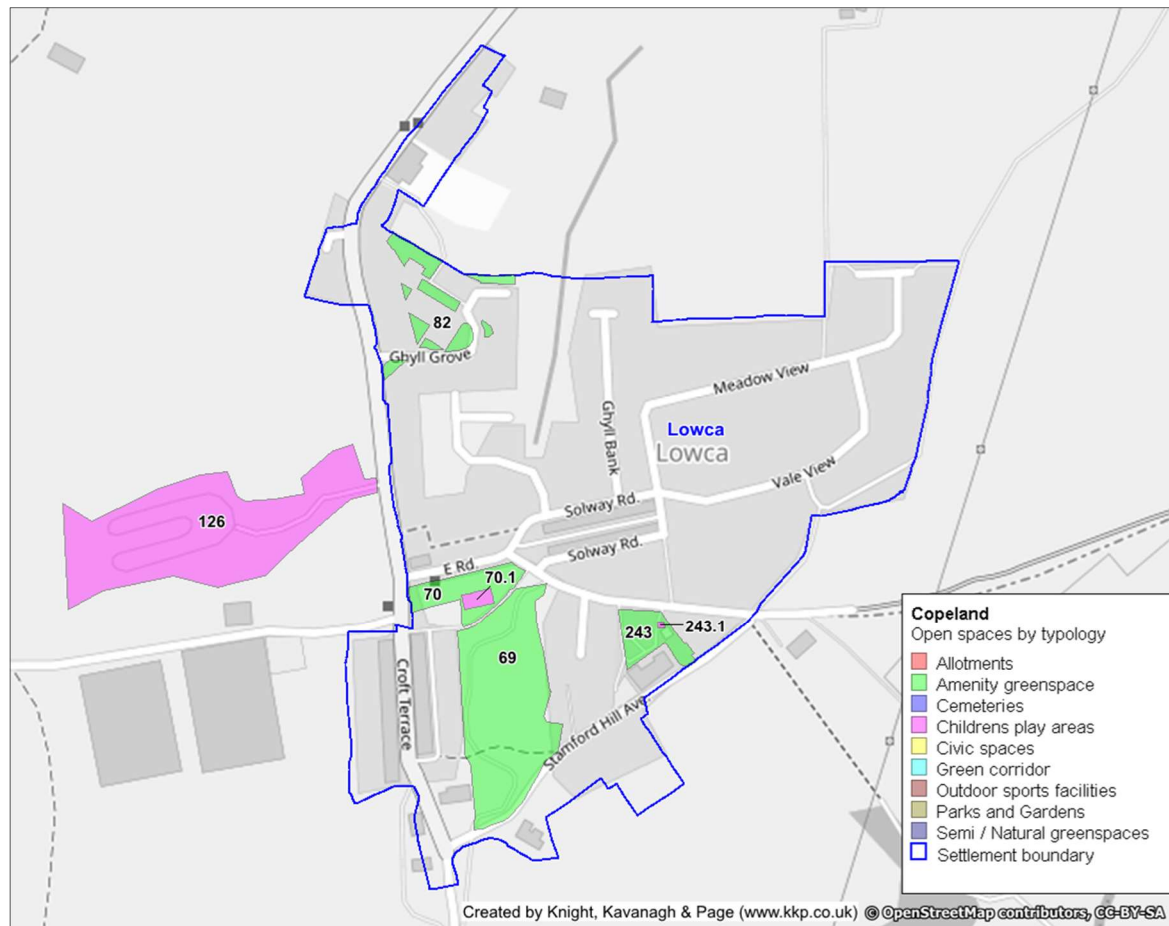 82
Ghyll Grove
Meadow View
Ghyll Bank
Lowca
Lowca
Vale View
Solway Rd.
126
Solway Rd.
E Rd.
70
70.1
243
243.1
69
Croft Terrace
Stamford Hill Ave
Copeland
Open spaces by typology
Allotments
Amenity greenspace
Cemeteries
Childrens play areas
Civic spaces
Green corridor
Outdoor sports facilities
Parks and Gardens
Semi / Natural greenspaces
Settlement boundary
Created by Knight, Kavanagh & Page (www.kkp.co.uk) © OpenStreetMap contributors, CC-BY-SA